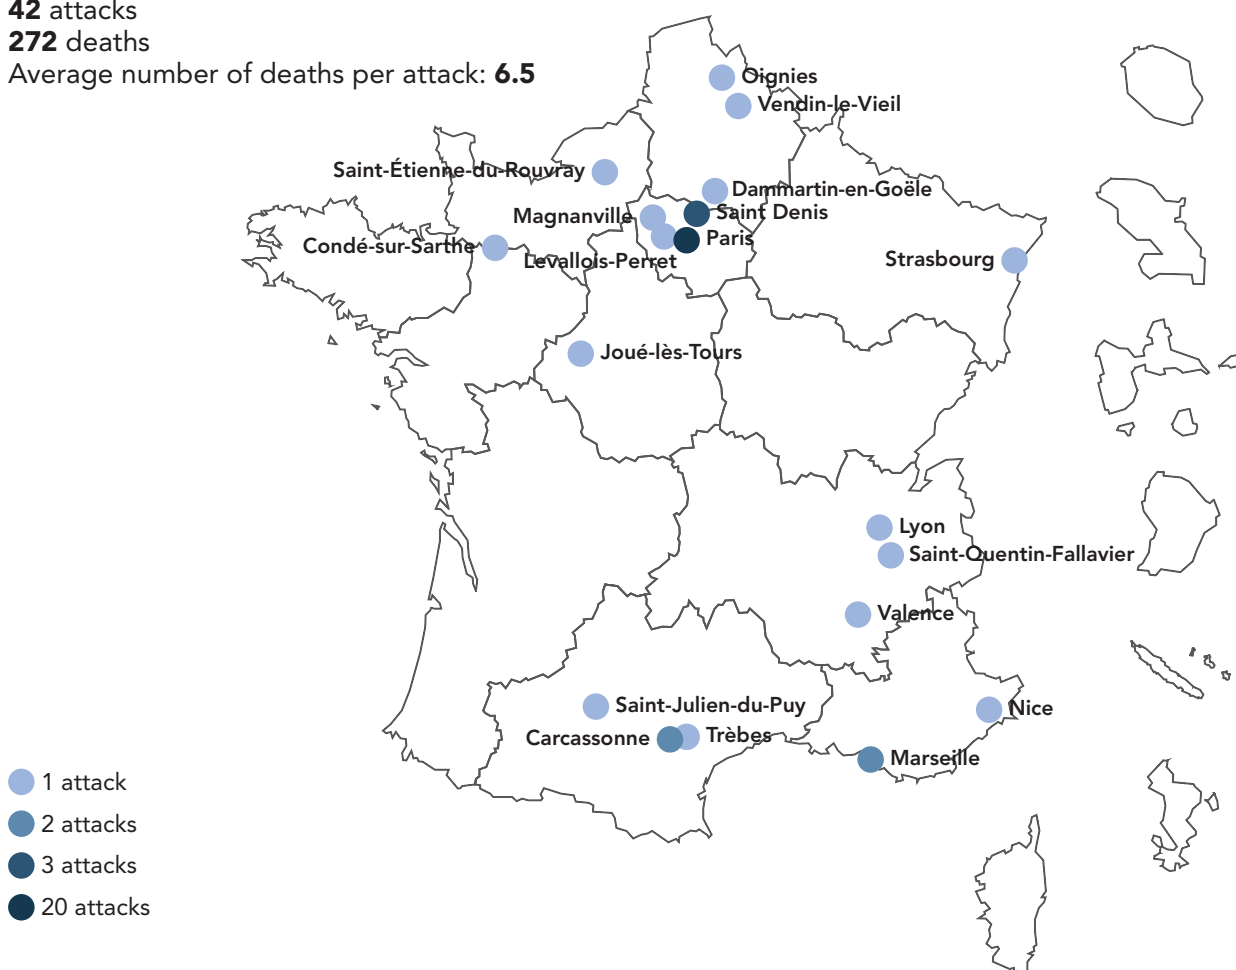 42 attacks
272 deaths
Average number of deaths per attack: 6.5
Oignies
Vendin-le-Vieil
Saint-Étienne-du-Rouvray
Dammartin-en-Goële
Magnanville
Saint Denis
Condé-sur-Sarthe
Paris
Levallois-Perret
Strasbourg
Joué-lès-Tours
Lyon
Saint-Quentin-Fallavier
Valence
Saint-Julien-du-Puy
Nice
Carcassonne
Trèbes
Marseille
1 attack
2 attacks
3 attacks
20 attacks